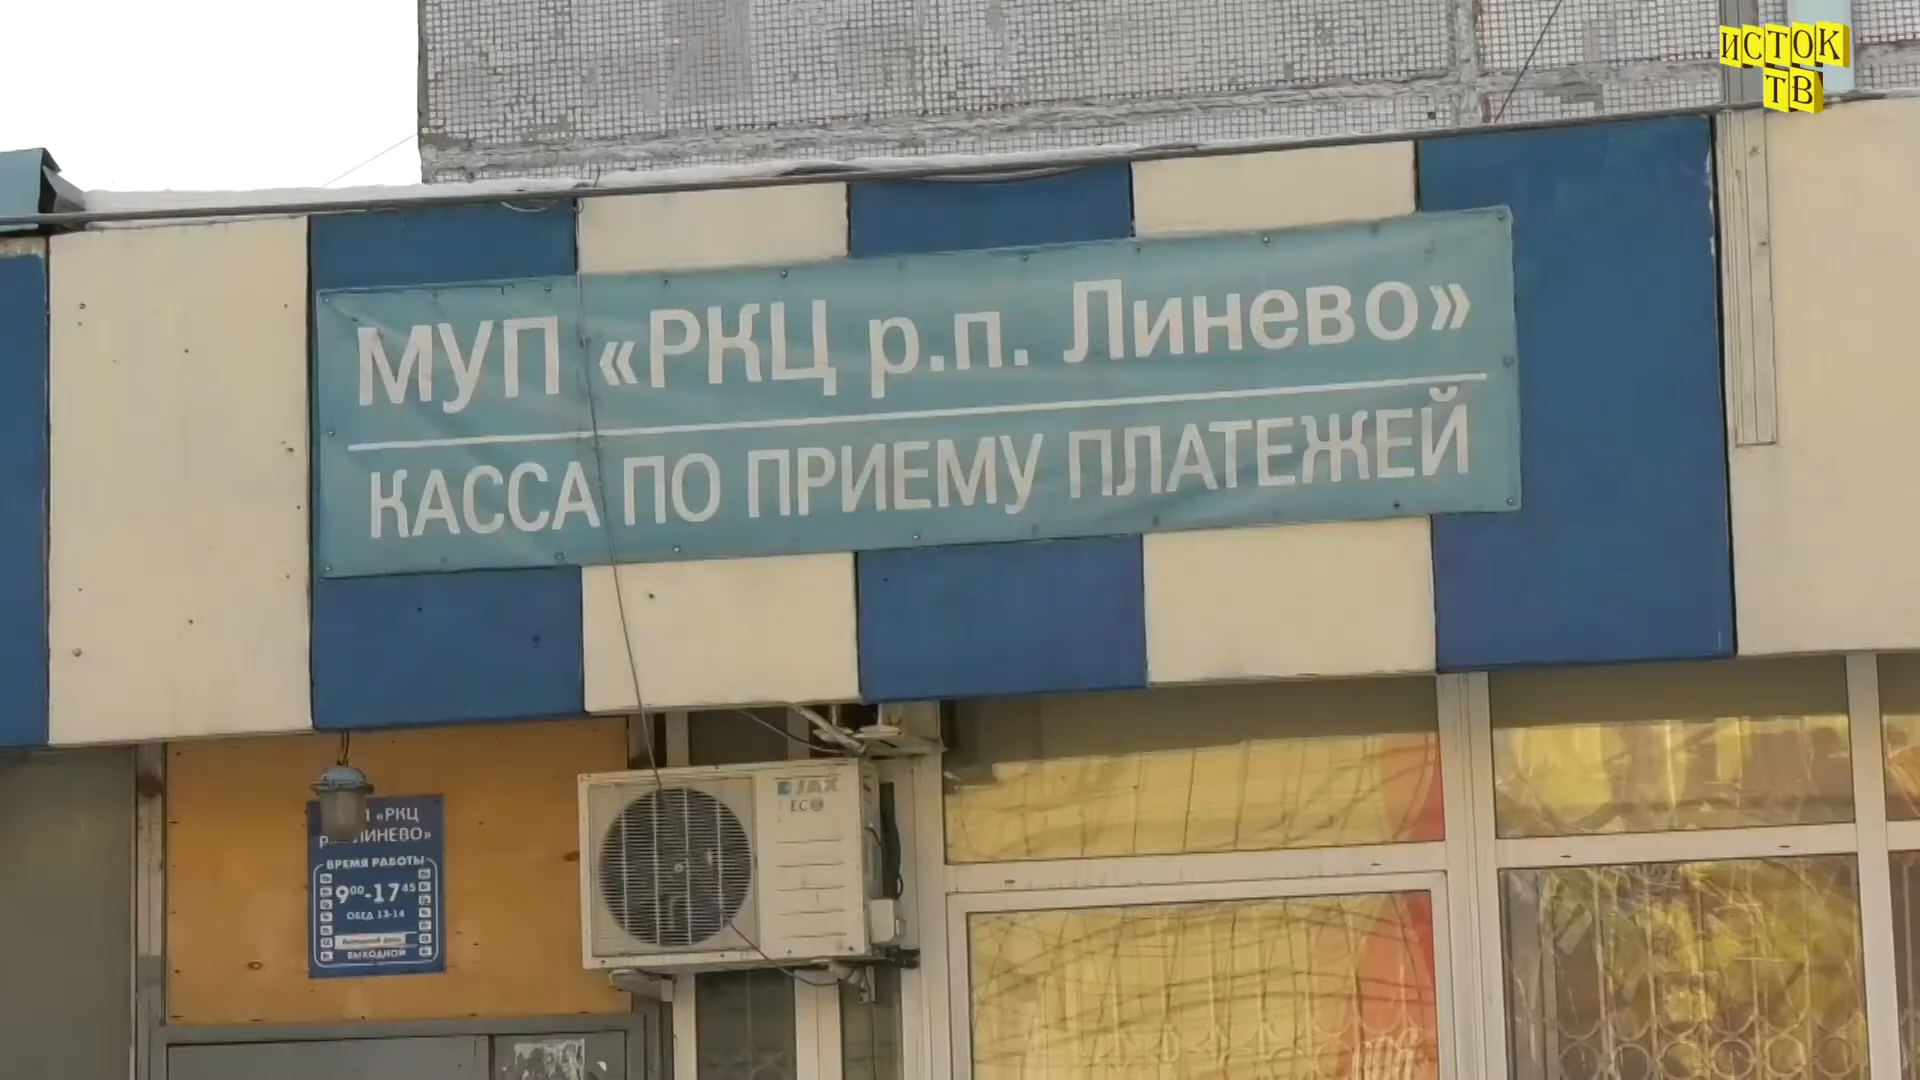 ИСТОК
ТВ
МУП «РКЦ р.п. Линево»
КАССА ПО ПРИЕМУ ПЛАТЕЖЕЙ
JAX
ECO
«РКЦ
ЛИНЕВО»
ВРЕМЯ РАБОТЫ
9⁰⁰-17⁴⁵
ОБЕД 13-14
ВЫХОДНОЙ